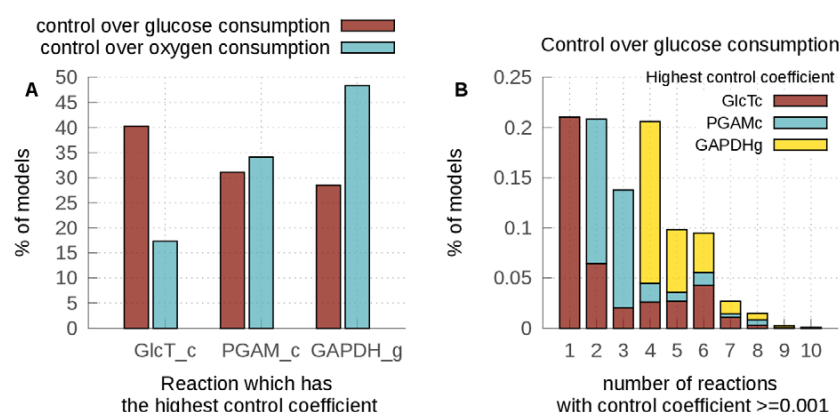 control over glucose consumption
control over oxygen consumption
A
50
45
40
35
30
25
20
15
10
5
0
% of models
GlcT_c PGAM_c GAPDH_g
Reaction which has
the highest control coefficient
Control over glucose consumption
B
Highest control coefficient
GlcTc
PGAMc
GAPDHg
0.25
0.2
0.15
0.1
0.05
0
% of models
1 2 3 4 5 6 7 8 9 10
number of reactions
with control coefficient >=0.001